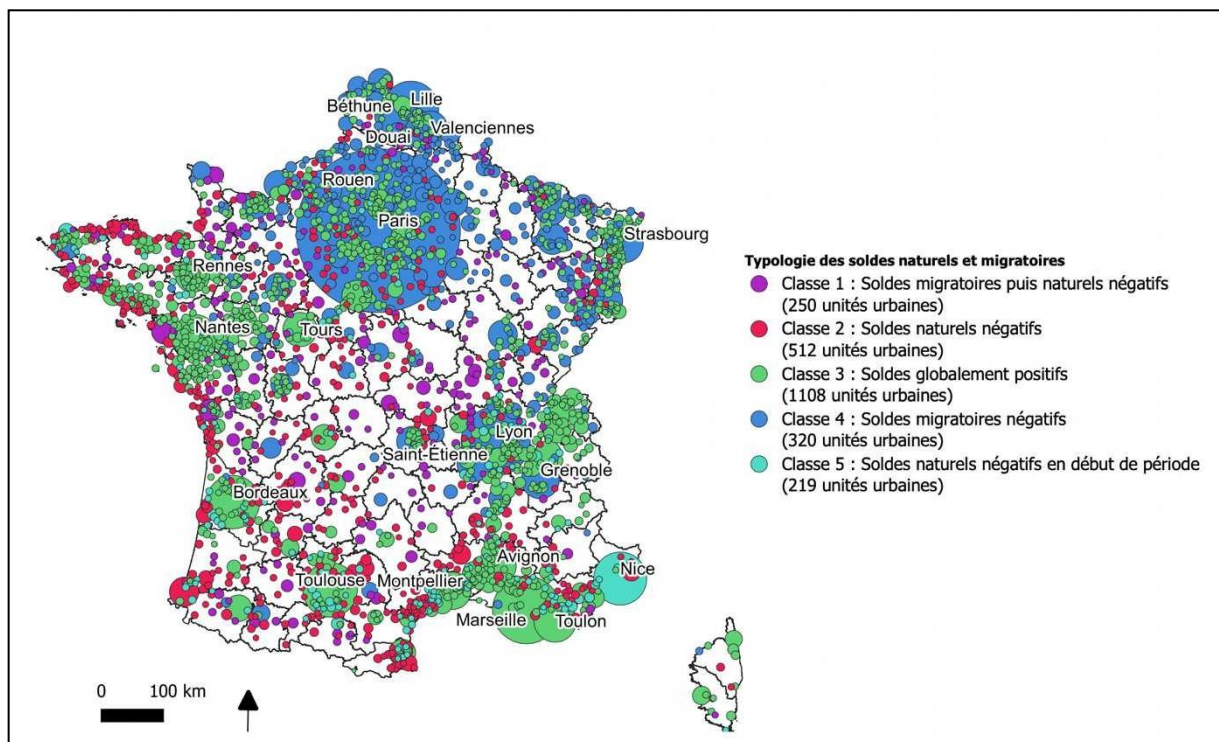 Béthune
Lille
Valenciennes
Douai
Rouen
Paris
Strasbourg
Rennes
Nantes
Tours
Lyon
Saint-Étienne
Grenoble
Bordeaux
Avignon
Nice
Toulouse
Montpellier
Marseille
Toulon
0 100 km
Typologie des soldes naturels et migratoires
Classe 1 : Soldes migratoires puis naturels négatifs
(250 unités urbaines)
Classe 2 : Soldes naturels négatifs
(512 unités urbaines)
Classe 3 : Soldes globalement positifs
(1108 unités urbaines)
Classe 4 : Soldes migratoires négatifs
(320 unités urbaines)
Classe 5 : Soldes naturels négatifs en début de période
(219 unités urbaines)